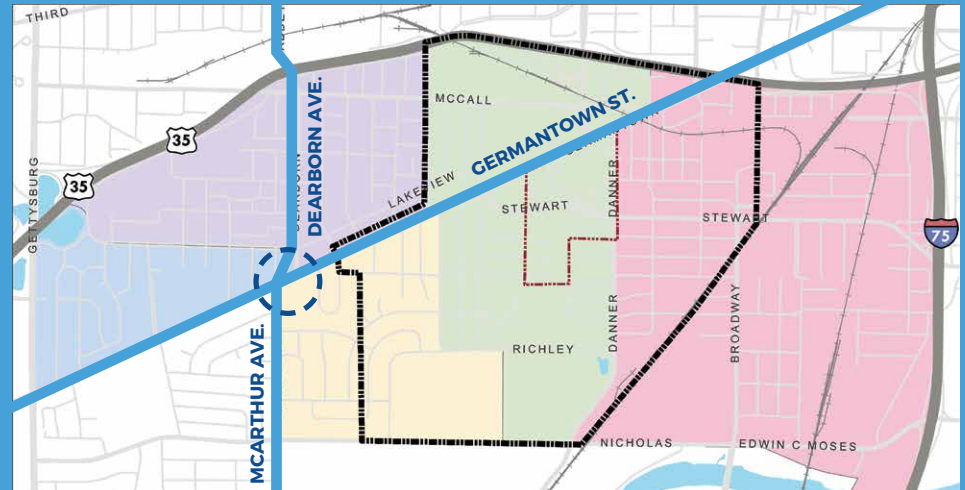 THIRD
MCCALL
35
35
GETTYSBURG
DEARBORN AVE.
GERMANTOWN ST.
LAKEVIEW
STEWART
DANNER
STEWART
75
DANNER
BROADWAY
RICHLEY
MCARTHUR AVE.
NICHOLAS
EDWIN C MOSES